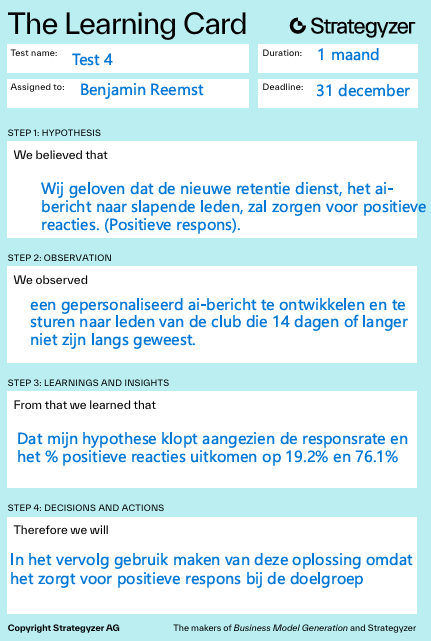 The Learning Card
Strategyzer
Test name:
Test 4
Duration:
1 maand
Assigned to:
Benjamin Reemst
Deadline:
31 december
STEP 1: HYPOTHESIS
We believed that
Wij geloven dat de nieuwe retentie dienst, het ai-
bericht naar slapende leden, zal zorgen voor positieve
reacties. (Positieve respons).
STEP 2: OBSERVATION
We observed
een gepersonaliseerd ai-bericht te ontwikkelen en te
sturen naar leden van de club die 14 dagen of langer
niet zijn langs geweest.
STEP 3: LEARNINGS AND INSIGHTS
From that we learned that
Dat mijn hypothese klopt aangezien de responsrate en
het % positieve reacties uitkomen op 19.2% en 76.1%
STEP 4: DECISIONS AND ACTIONS
Therefore we will
In het vervolg gebruik maken van deze oplossing omdat
het zorgt voor positieve respons bij de doelgroep
Copyright Strategyzer AG
The makers of Business Model Generation and Strategyzer